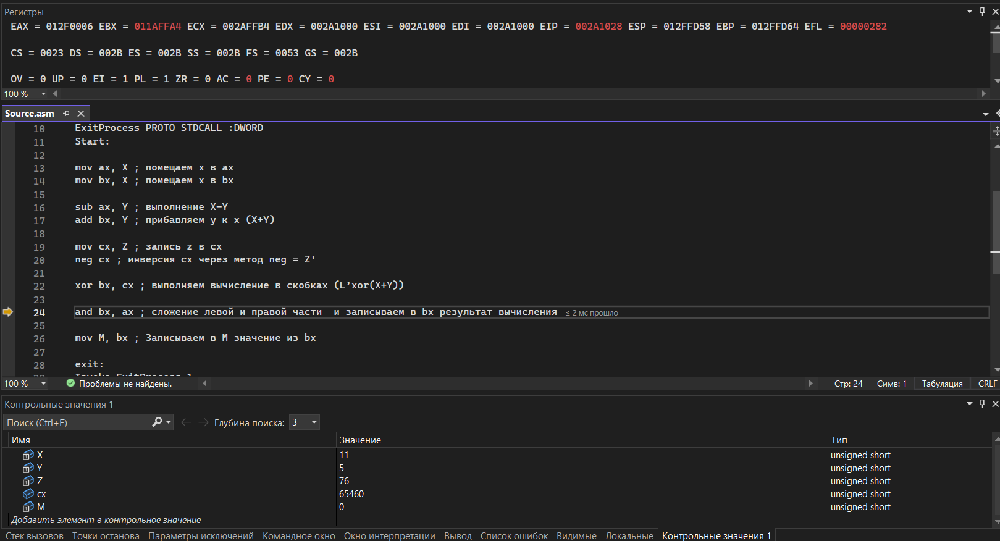 Регистры
EAX = 012F0006 EBX = 011AFFA4 ECX = 002AFFB4 EDX = 002A1000 ESI = 002A1000 EDI = 002A1000 EIP = 002A1028 ESP = 012FFD58 EBP = 012FFD64 EFL = 00000282
CS = 0023 DS = 002B ES = 002B SS = 002B FS = 0053 GS = 002B
OV = 0 UP = 0 EI = 1 PL = 1 ZR = 0 AC = 0 PE = 0 CY = 0
100 %
Source.asm
10 ExitProcess PROTO STDCALL :DWORD
11 Start:
12
13 mov ax, X ; помещаем x в ax
14 mov bx, X ; помещаем x в bx
15
16 sub ax, Y ; выполнение X-Y
17 add bx, Y ; прибавляем y к x (X+Y)
18
19 mov cx, Z ; запись z в cx
20 neg cx ; инверсия cx через метод neg = Z'
21
22 xor bx, cx ; выполняем вычисление в скобках (L’xor(X+Y))
23
24 and bx, ax ; сложение левой и правой части  и записываем в bx результат вычисления ≤ 2 мс прошло
25
26 mov M, bx ; Записываем в M значение из bx
27
28 exit:
100 % Проблемы не найдены. Стр: 24 Симв: 1 Табуляция CRLF
Контрольные значения 1
Поиск (Ctrl+E) Глубина поиска: 3
Имя Значение Тип
X 11 unsigned short
Y 5 unsigned short
Z 76 unsigned short
cx 65460 unsigned short
M 0 unsigned short
Добавить элемент в контрольное значение
Стек вызовов Точки останова Параметры исключений Командное окно Окно интерпретации Вывод Список ошибок Видимые Локальные Контрольные значения 1